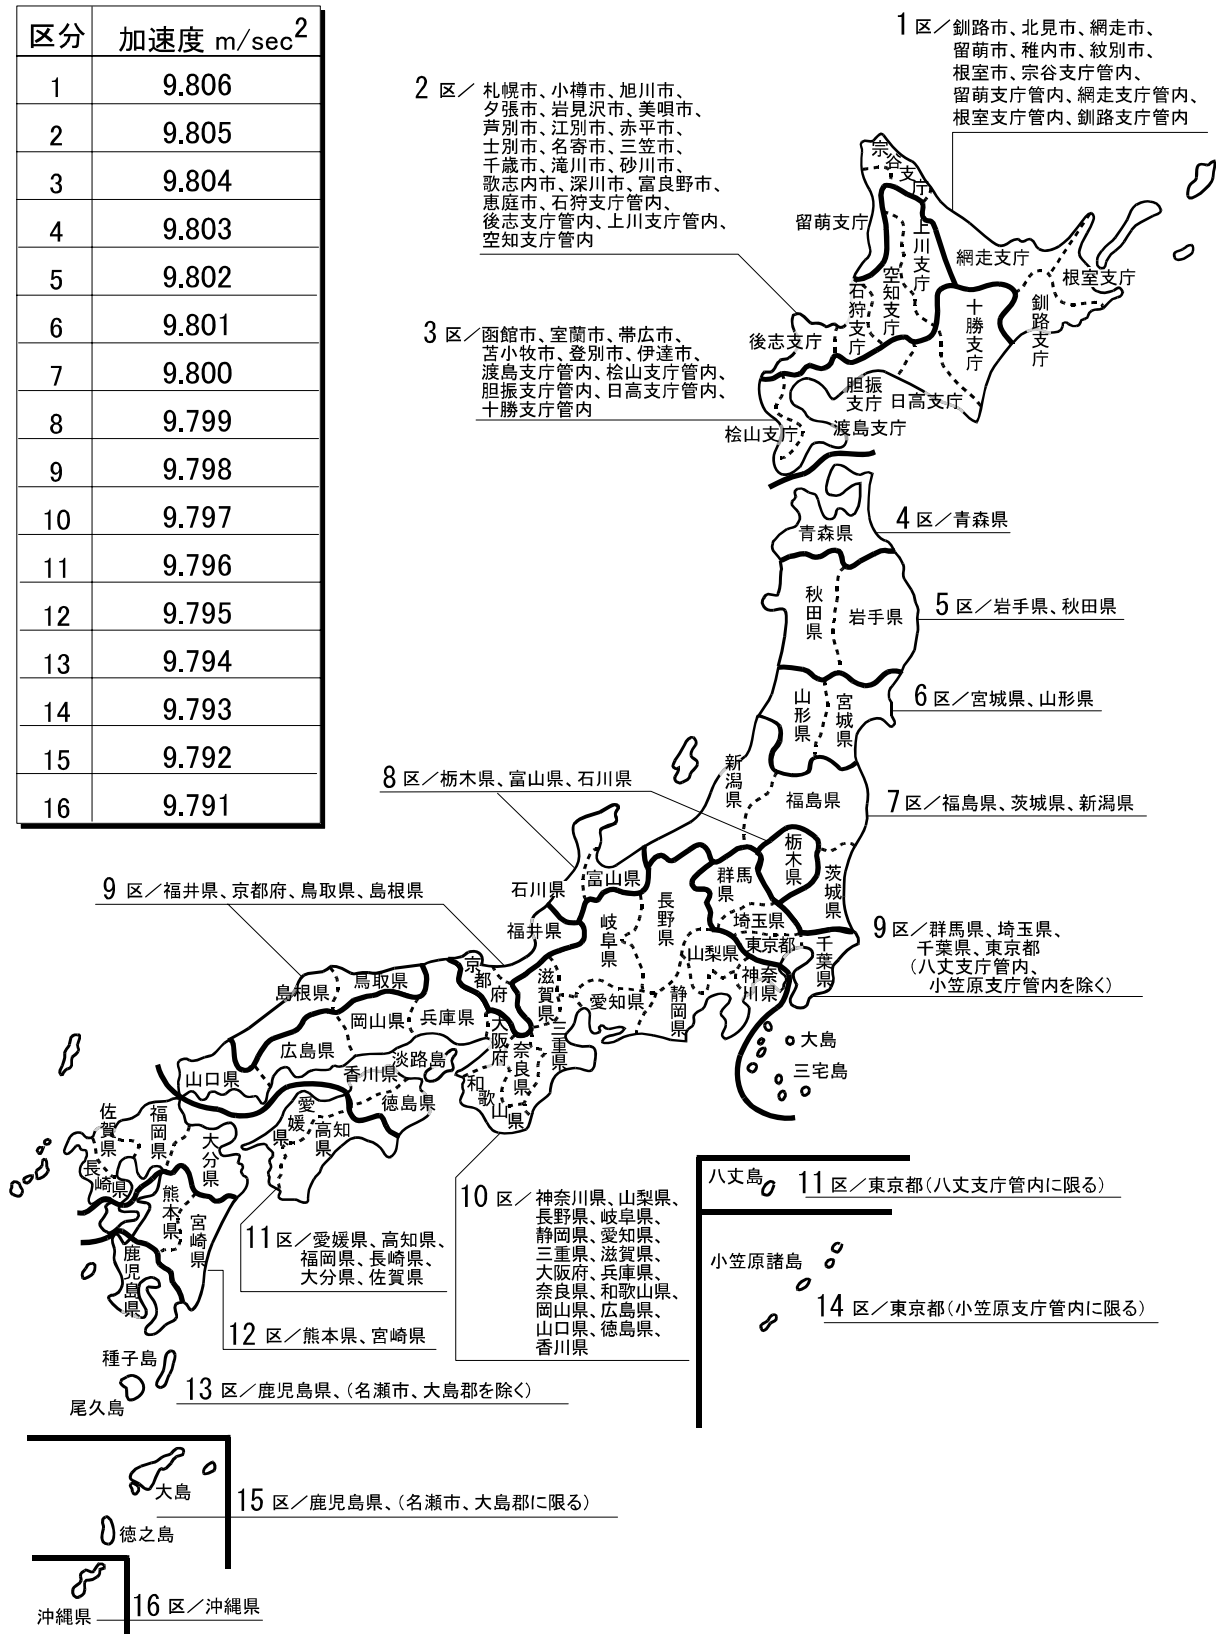 区分 加速度 m/sec²
1 9.806
2 9.805
3 9.804
4 9.803
5 9.802
6 9.801
7 9.800
8 9.799
9 9.798
10 9.797
11 9.796
12 9.795
13 9.794
14 9.793
15 9.792
16 9.791
1 区／釧路市、北見市、網走市、
留萌市、稚内市、紋別市、
根室市、宗谷支庁管内、
留萌支庁管内、網走支庁管内、
根室支庁管内、釧路支庁管内
2 区／ 札幌市、小樽市、旭川市、
夕張市、岩見沢市、美唄市、
芦別市、江別市、赤平市、
士別市、名寄市、三笠市、
千歳市、滝川市、砂川市、
歌志内市、深川市、富良野市、
恵庭市、石狩支庁管内、
後志支庁管内、上川支庁管内、
空知支庁管内
3 区／函館市、室蘭市、帯広市、
苫小牧市、登別市、伊達市、
渡島支庁管内、桧山支庁管内、
胆振支庁管内、日高支庁管内、
十勝支庁管内
宗谷支庁
留萌支庁
上川支庁
網走支庁
根室支庁
空知支庁
石狩支庁
十勝支庁
釧路支庁
後志支庁
胆振
支庁
日高支庁
渡島支庁
桧山支庁
青森県
4 区／青森県
秋田県
岩手県
5 区／岩手県、秋田県
山形県
宮城県
6 区／宮城県、山形県
新潟県
福島県
7 区／福島県、茨城県、新潟県
8 区／栃木県、富山県、石川県
栃木県
茨城県
群馬県
富山県
石川県
長野県
埼玉県
9 区／福井県、京都府、鳥取県、島根県
福井県
岐阜県
山梨県
東京都
千葉県
神奈
川県
9 区／群馬県、埼玉県、
千葉県、東京都
（八丈支庁管内、
小笠原支庁管内を除く）
京都府
滋賀県
愛知県
静岡県
鳥取県
島根県
岡山県
兵庫県
大阪府
奈良県
三重県
大島
三宅島
広島県
山口県
淡路島
香川県
徳島県
和歌山県
愛媛県
高知県
佐賀県
福岡県
大分県
長崎県
熊本県
宮崎県
鹿児島県
10 区／神奈川県、山梨県、
長野県、岐阜県、
静岡県、愛知県、
三重県、滋賀県、
大阪府、兵庫県、
奈良県、和歌山県、
岡山県、広島県、
山口県、徳島県、
香川県
11 区／愛媛県、高知県、
福岡県、長崎県、
大分県、佐賀県
八丈島
11 区／東京都（八丈支庁管内に限る）
小笠原諸島
14 区／東京都（小笠原支庁管内に限る）
12 区／熊本県、宮崎県
種子島
尾久島
13 区／鹿児島県、（名瀬市、大島郡を除く）
大島
徳之島
15 区／鹿児島県、（名瀬市、大島郡に限る）
沖縄県
16 区／沖縄県